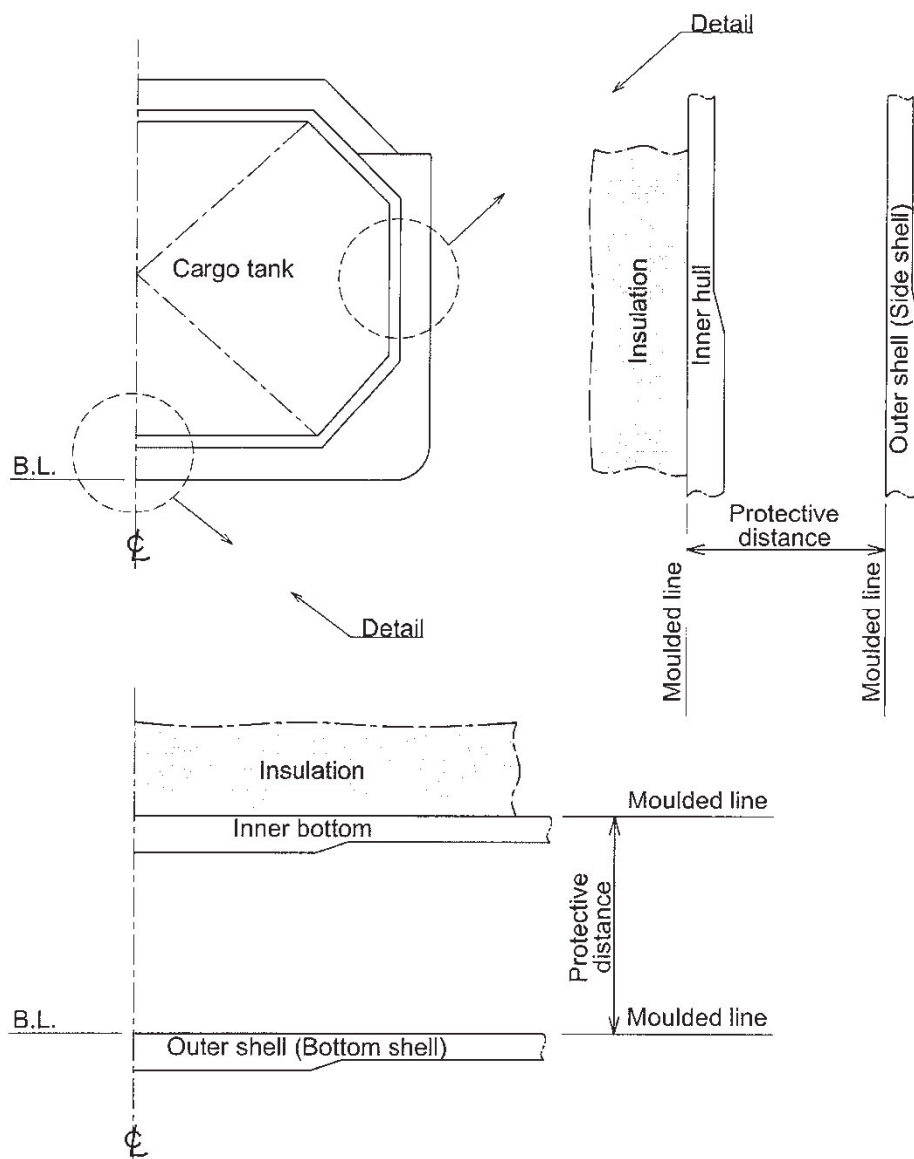 Detail
Cargo tank
B.L.
℄
Insulation
Inner hull
Outer shell (Side shell)
Protective
distance
Moulded line
Moulded line
Detail
Insulation
Inner bottom
Moulded line
Protective
distance
B.L.
Outer shell (Bottom shell)
Moulded line
℄